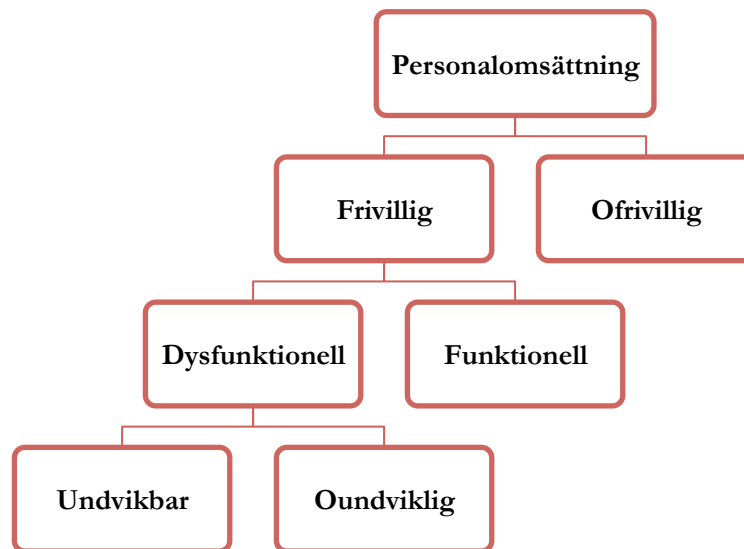 Personalomsättning
Frivillig
Ofrivillig
Dysfunktionell
Funktionell
Undvikbar
Oundviklig